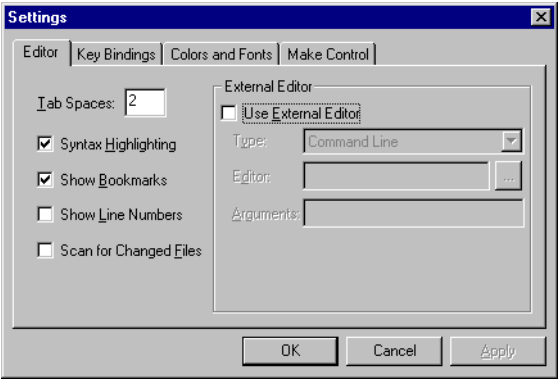 Settings
Editor Key Bindings Colors and Fonts Make Control
Tab Spaces: 2
Syntax Highlighting
Show Bookmarks
Show Line Numbers
Scan for Changed Files
External Editor
Use External Editor
Type: Command Line
Editor: ...
Arguments:
OK Cancel Apply